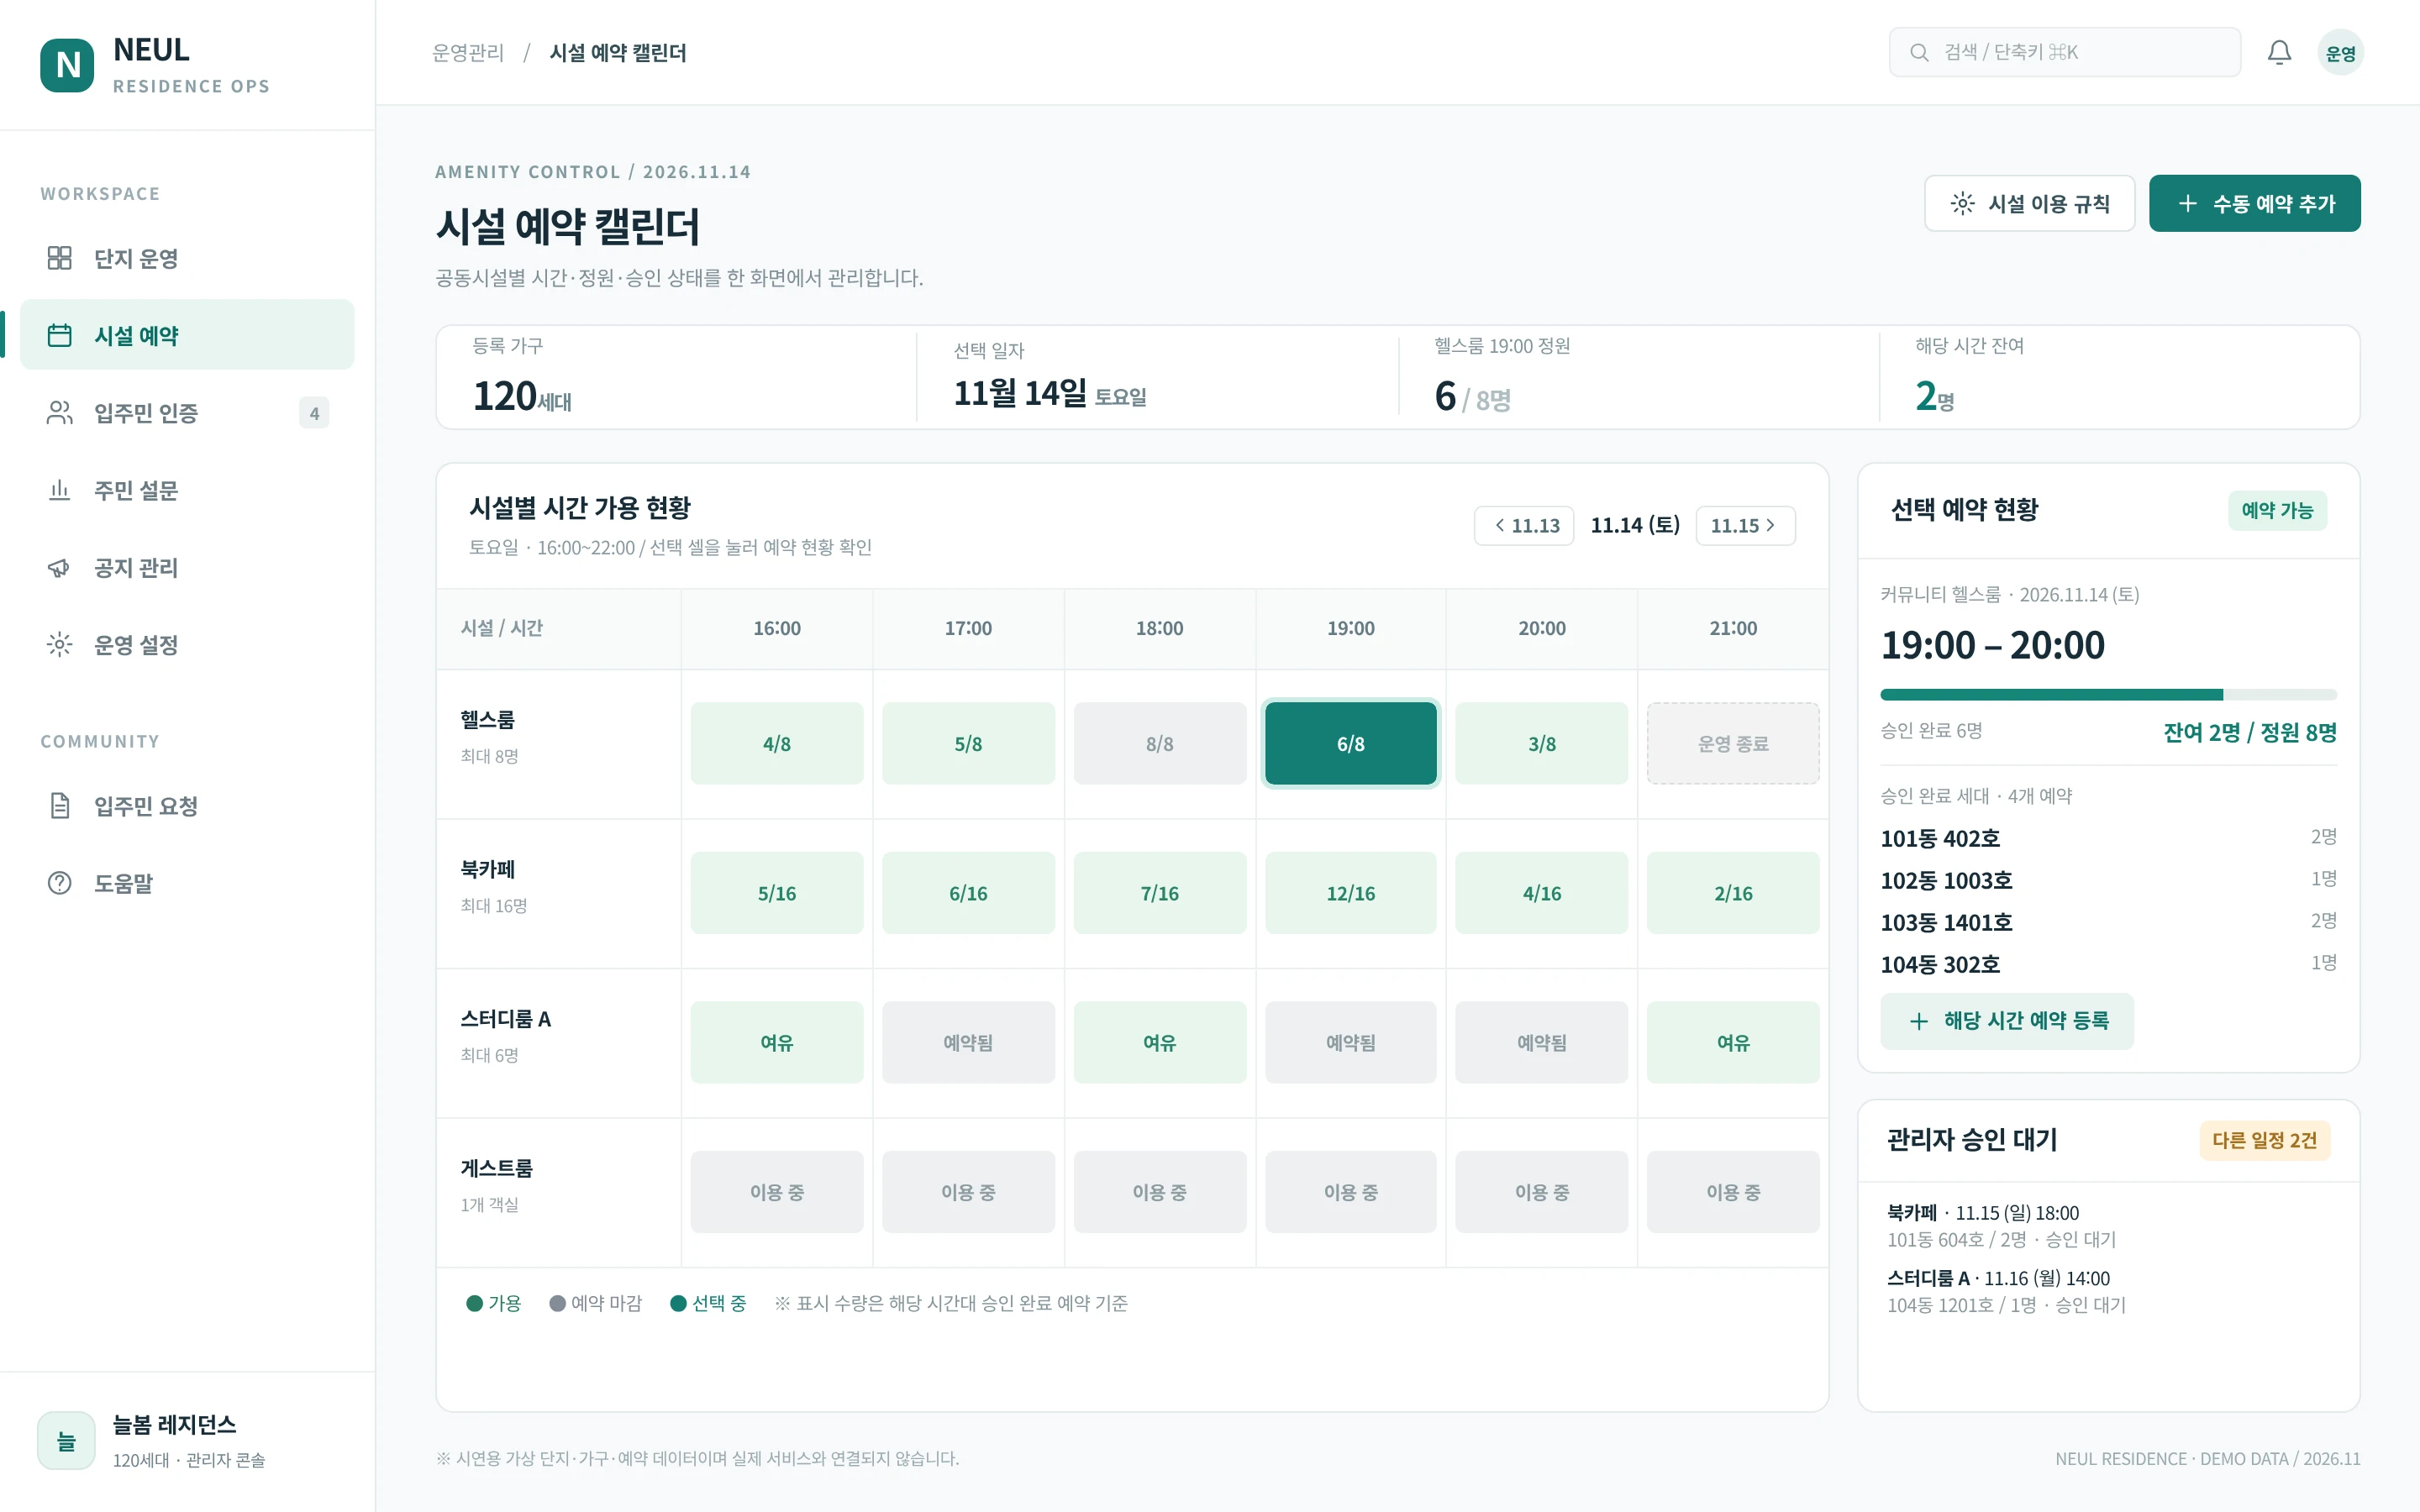 N
NEUL
RESIDENCE OPS
WORKSPACE
단지 운영
시설 예약
입주민 인증 4
주민 설문
공지 관리
운영 설정
COMMUNITY
입주민 요청
도움말
늘
늘봄 레지던스
120세대 · 관리자 콘솔
운영관리 / 시설 예약 캘린더
검색 / 단축키 ⌘K
운영
AMENITY CONTROL / 2026.11.14
시설 예약 캘린더
공동시설별 시간·정원·승인 상태를 한 화면에서 관리합니다.
시설 이용 규칙
+ 수동 예약 추가
등록 가구
120세대
선택 일자
11월 14일 토요일
헬스룸 19:00 정원
6 / 8명
해당 시간 잔여
2명
시설별 시간 가용 현황
토요일 · 16:00~22:00 / 선택 셀을 눌러 예약 현황 확인
< 11.13 11.14 (토) 11.15 >
시설 / 시간 16:00 17:00 18:00 19:00 20:00 21:00
헬스룸
최대 8명
4/8 5/8 8/8 6/8 3/8 운영 종료
북카페
최대 16명
5/16 6/16 7/16 12/16 4/16 2/16
스터디룸 A
최대 6명
여유 예약됨 여유 예약됨 예약됨 여유
게스트룸
1개 객실
이용 중 이용 중 이용 중 이용 중 이용 중 이용 중
가용 예약 마감 선택 중 ※ 표시 수량은 해당 시간대 승인 완료 예약 기준
선택 예약 현황 예약 가능
커뮤니티 헬스룸 · 2026.11.14 (토)
19:00 – 20:00
승인 완료 6명 잔여 2명 / 정원 8명
승인 완료 세대 · 4개 예약
101동 402호 2명
102동 1003호 1명
103동 1401호 2명
104동 302호 1명
+ 해당 시간 예약 등록
관리자 승인 대기 다른 일정 2건
북카페 · 11.15 (일) 18:00
101동 604호 / 2명 · 승인 대기
스터디룸 A · 11.16 (월) 14:00
104동 1201호 / 1명 · 승인 대기
※ 시연용 가상 단지·가구·예약 데이터이며 실제 서비스와 연결되지 않습니다.
NEUL RESIDENCE · DEMO DATA / 2026.11